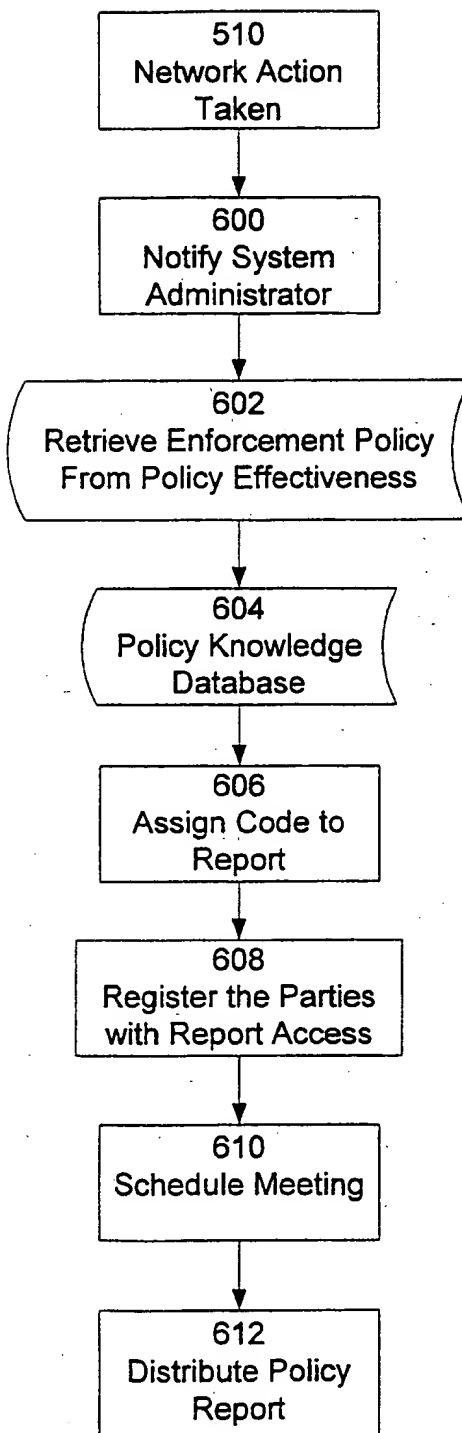 510
Network Action
Taken
600
Notify System
Administrator
602
Retrieve Enforcement Policy
From Policy Effectiveness
604
Policy Knowledge
Database
606
Assign Code to
Report
608
Register the Parties
with Report Access
610
Schedule Meeting
612
Distribute Policy
Report